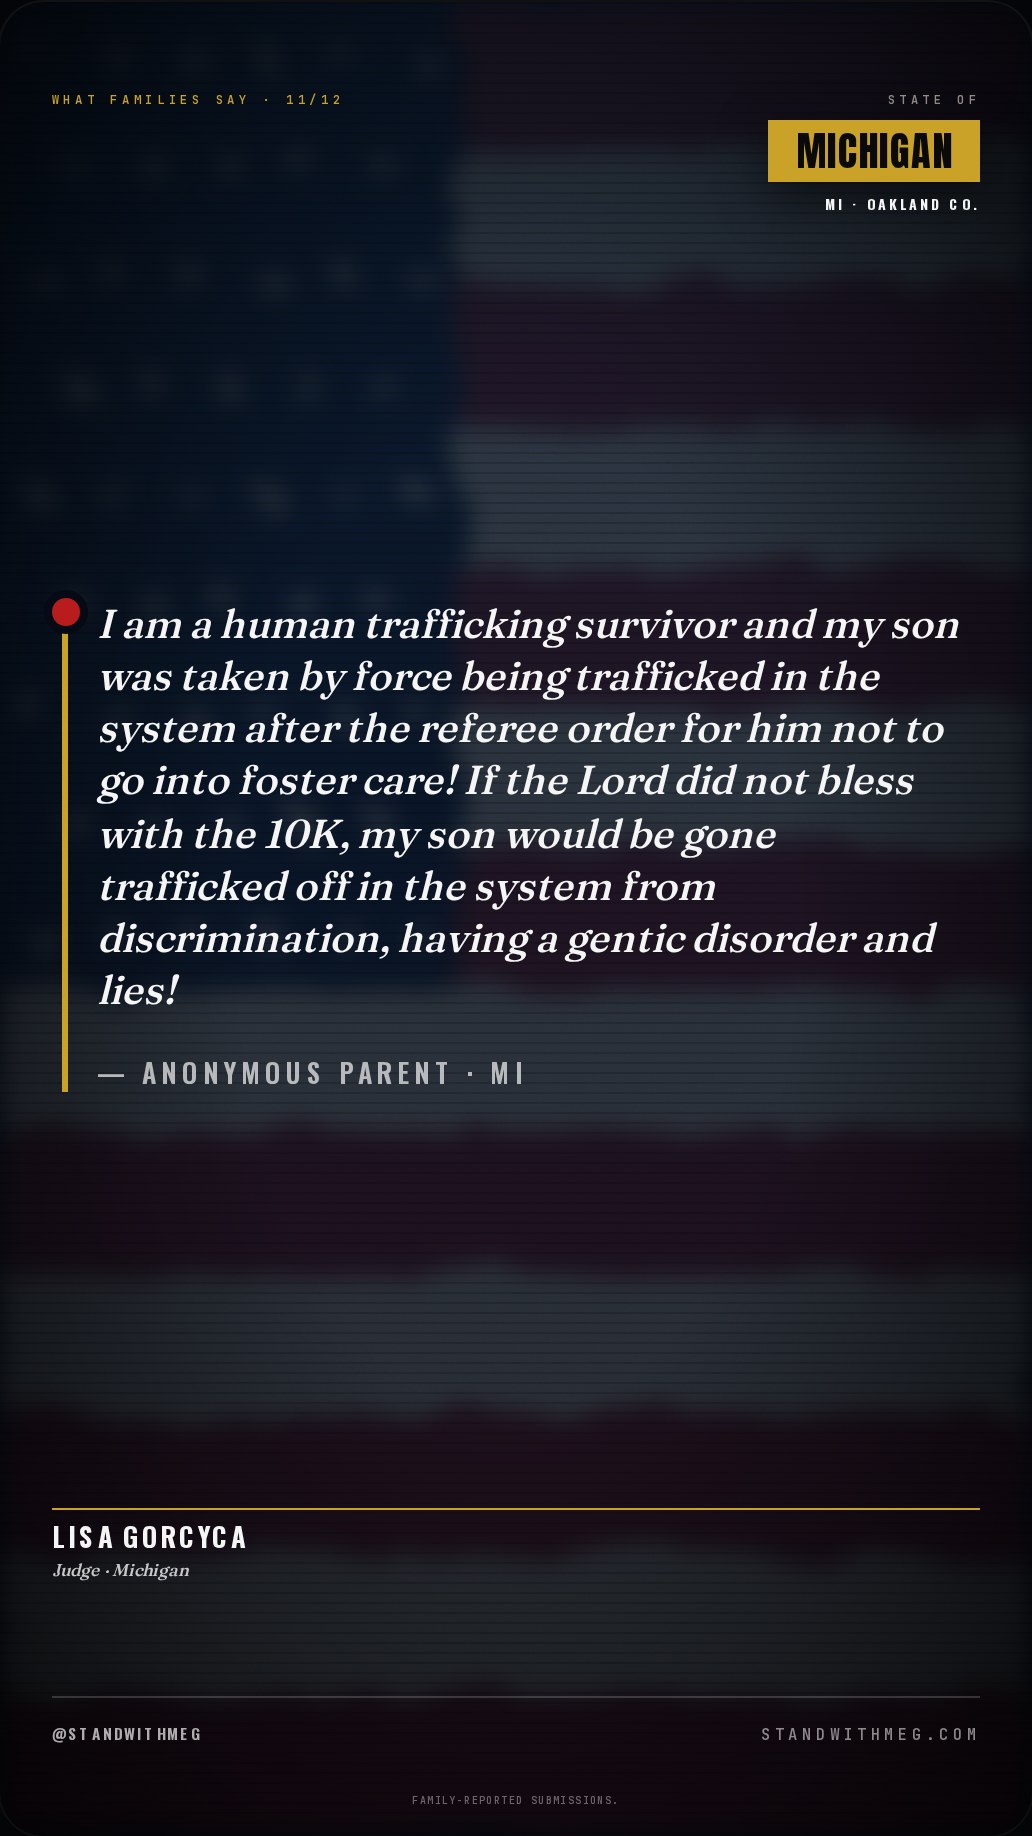 WHAT FAMILIES SAY · 11/12
STATE OF
MICHIGAN
MI · OAKLAND CO.
I am a human trafficking survivor and my son
was taken by force being trafficked in the
system after the referee order for him not to
go into foster care! If the Lord did not bless
with the 10K, my son would be gone
trafficked off in the system from
discrimination, having a gentic disorder and
lies!
— ANONYMOUS PARENT · MI
LISA GORCYCA
Judge · Michigan
@STANDWITHMEG
STANDWITHMEG.COM
FAMILY-REPORTED SUBMISSIONS.